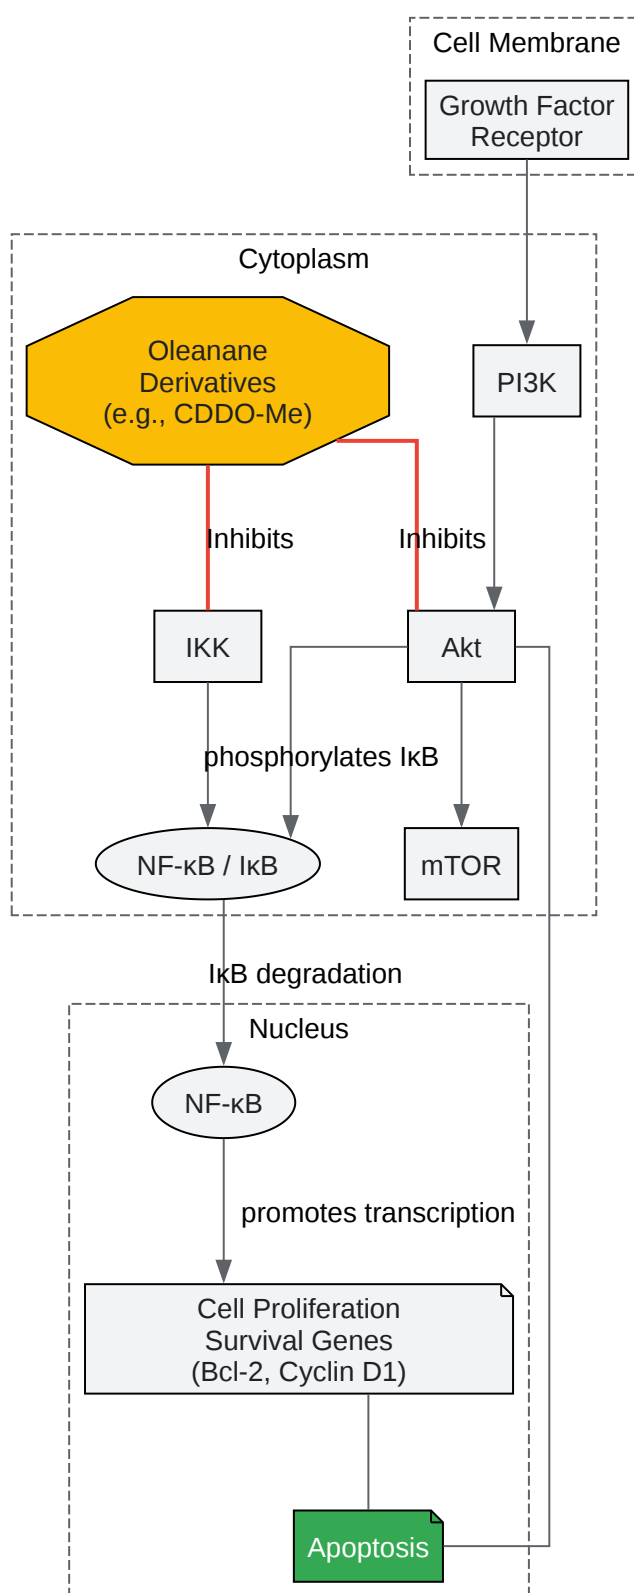 Cell Membrane
Growth Factor
Receptor
Cytoplasm
Oleanane
Derivatives
(e.g., CDDO-Me)
PI3K
Inhibits
Inhibits
IKK
Akt
phosphorylates IκB
NF-κB / IκB
mTOR
IκB degradation
Nucleus
NF-κB
promotes transcription
Cell Proliferation
Survival Genes
(Bcl-2, Cyclin D1)
Apoptosis